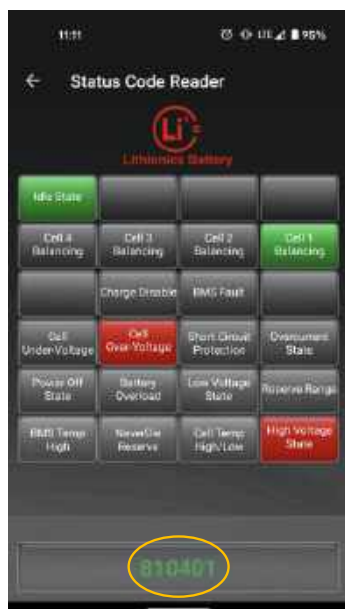 11:11 LTE 95%
Status Code Reader
Li
Lithionics Battery
Idle State
Cell 4 Balancing Cell 3 Balancing Cell 2 Balancing Cell 1 Balancing
Charge Disable BMS Fault
Cell Under-Voltage Cell Over-Voltage Short Circuit Protection Overcurrent State
Power Off State Battery Overload Low Voltage State Reserve Range
BMS Temp High NeverDie Reserve Cell Temp High/Low High Voltage State
810401